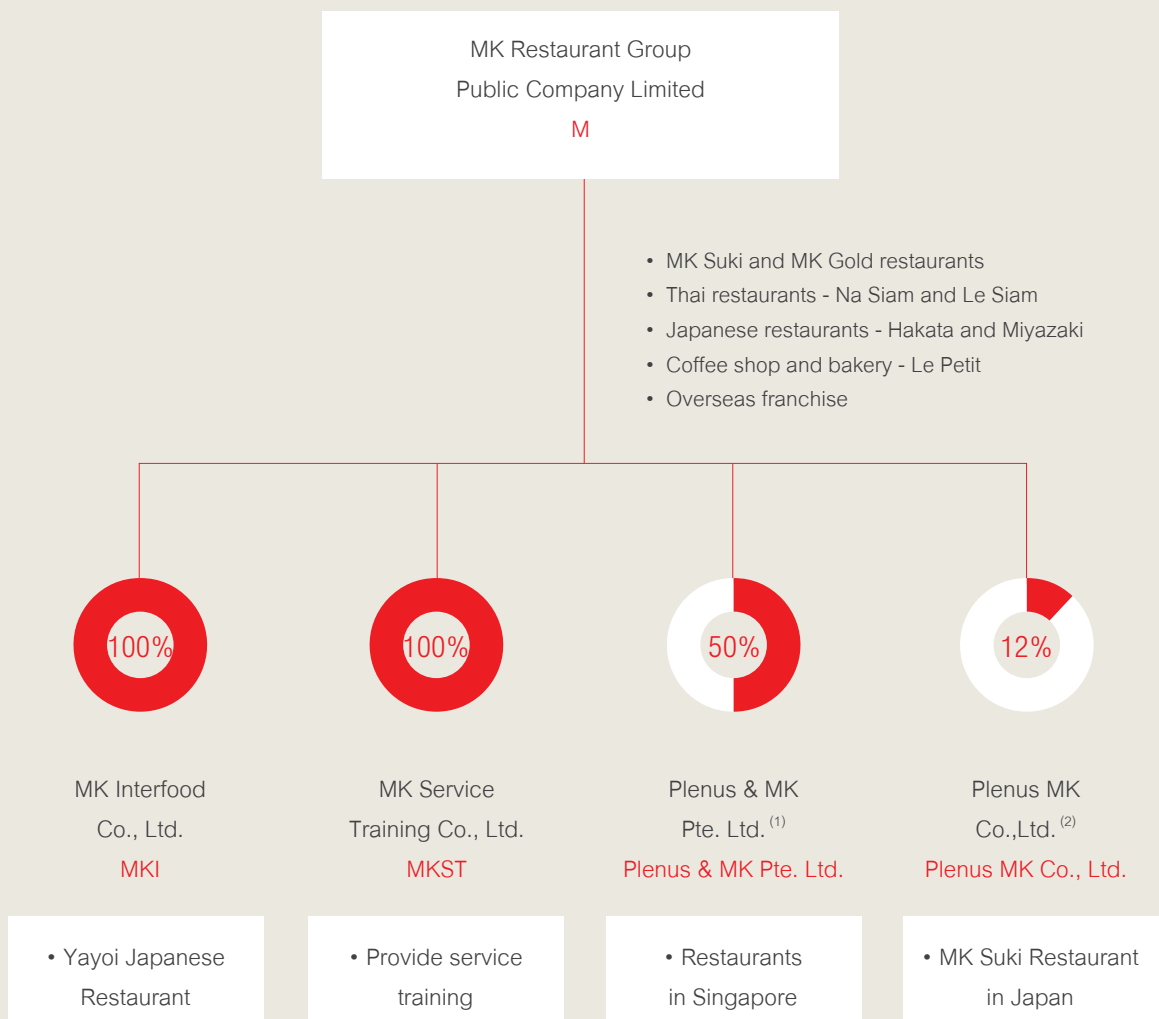 MK Restaurant Group
Public Company Limited
M
• MK Suki and MK Gold restaurants
• Thai restaurants - Na Siam and Le Siam
• Japanese restaurants - Hakata and Miyazaki
• Coffee shop and bakery - Le Petit
• Overseas franchise
100%
100%
50%
12%
MK Interfood
Co., Ltd.
MKI
MK Service
Training Co., Ltd.
MKST
Plenus & MK
Pte. Ltd. (1)
Plenus & MK Pte. Ltd.
Plenus MK
Co.,Ltd. (2)
Plenus MK Co., Ltd.
• Yayoi Japanese
Restaurant
• Provide service
training
• Restaurants
in Singapore
• MK Suki Restaurant
in Japan